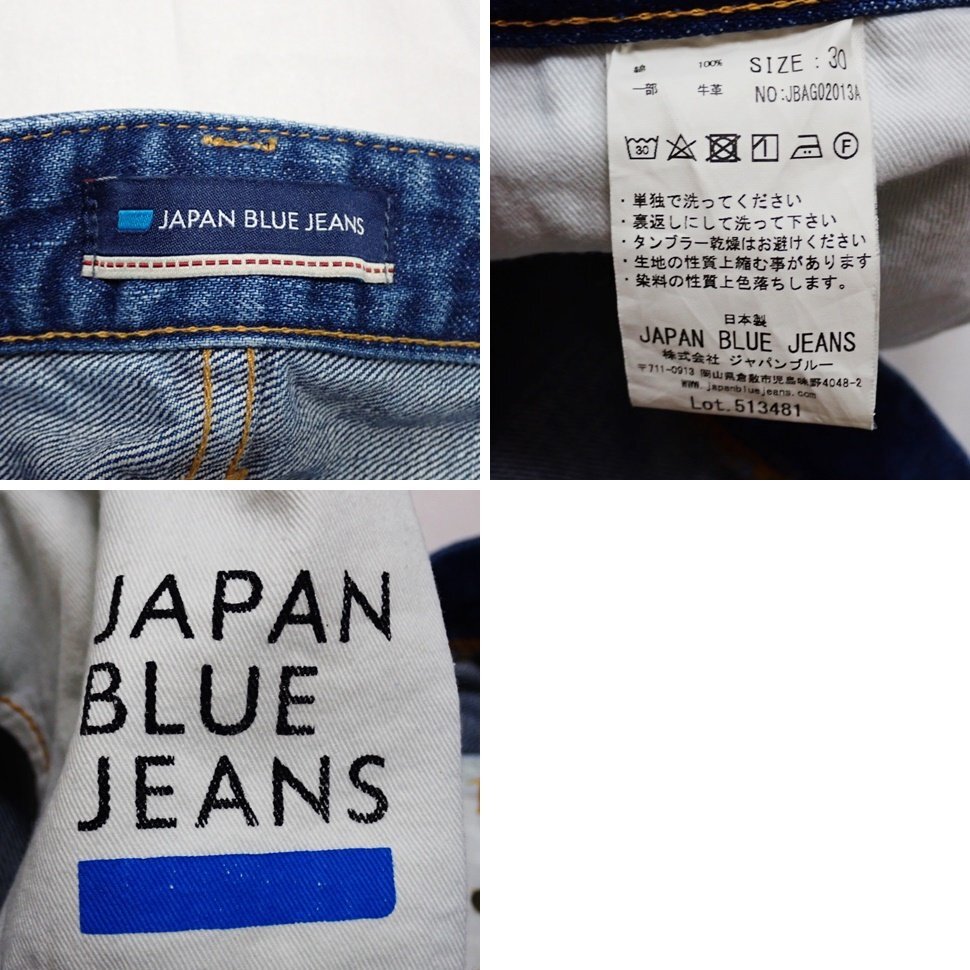 JAPAN BLUE JEANS
綿 100% SIZE : 30
一部 牛革 NO:JBAG02013A
30 F
・単独で洗ってください
・裏返しにして洗って下さい
・タンブラー乾燥はお避けください
・生地の性質上縮む事があります
・染料の性質上色落ちします。
日本製
JAPAN BLUE JEANS
株式会社 ジャパンブルー
〒711-0913 岡山県倉敷市児島味野4048-2
www.japanbluejeans.com
Lot.513481
JAPAN
BLUE
JEANS